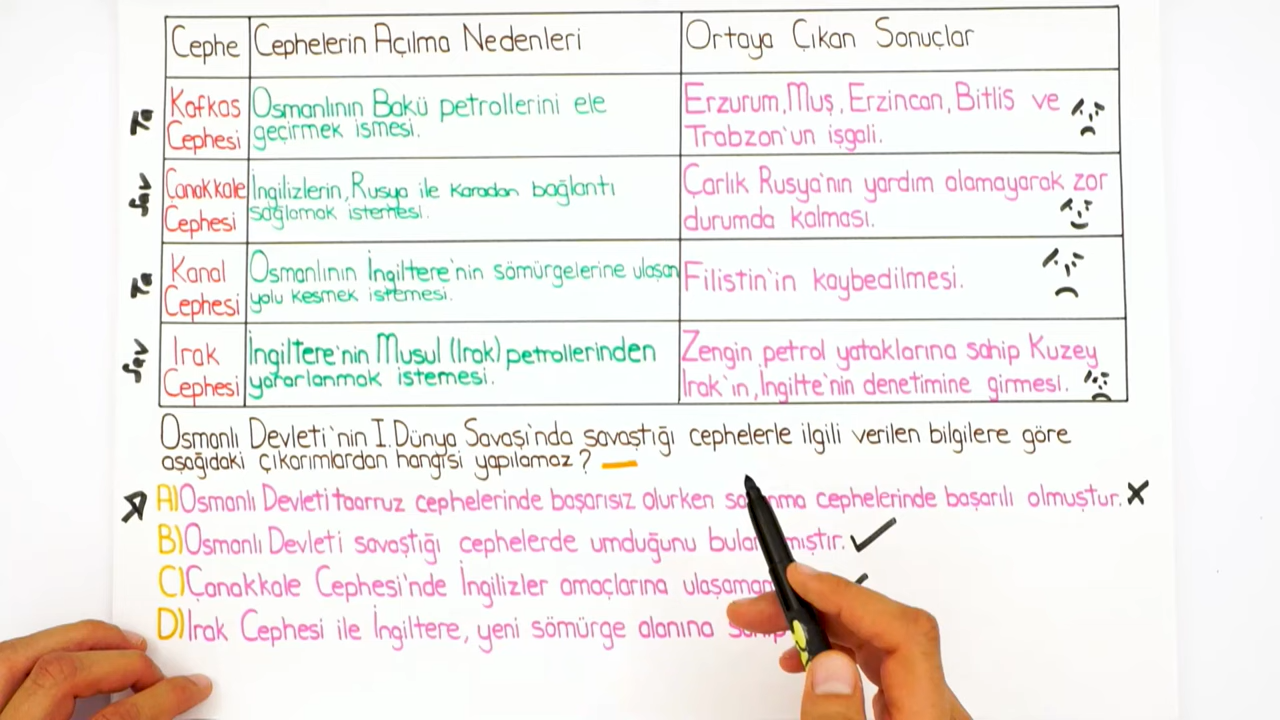 Cephe Cephelerin Açılma Nedenleri Ortaya Çıkan Sonuçlar
Ta
Kafkas
Cephesi
Osmanlının Bakü petrollerini ele
geçirmek ismesi.
Erzurum, Muş, Erzincan, Bitlis ve
Trabzon'un işgali.
Sav
Çanakkale
Cephesi
İngilizlerin, Rusya ile karadan bağlantı
sağlamak istemesi.
Çarlık Rusya'nın yardım alamayarak zor
durumda kalması.
Ta
Kanal
Cephesi
Osmanlının İngiltere'nin sömürgelerine ulaşan
yolu kesmek istemesi.
Filistin'in kaybedilmesi.
Sav
Irak
Cephesi
İngiltere'nin Musul (Irak) petrollerinden
yararlanmak istemesi.
Zengin petrol yataklarına sahip Kuzey
Irak'ın, İngilte'nin denetimine girmesi.
Osmanlı Devleti'nin I. Dünya Savaşı'nda savaştığı cephelerle ilgili verilen bilgilere göre
aşağıdaki çıkarımlardan hangisi yapılamaz?
A) Osmanlı Devleti taarruz cephelerinde başarısız olurken cephelerinde başarılı olmuştur.
B) Osmanlı Devleti savaştığı cephelerde umduğunu
C) Çanakkale Cephesi'nde İngilizler amaçlarına
D) Irak Cephesi ile İngiltere, yeni sömürge alanına